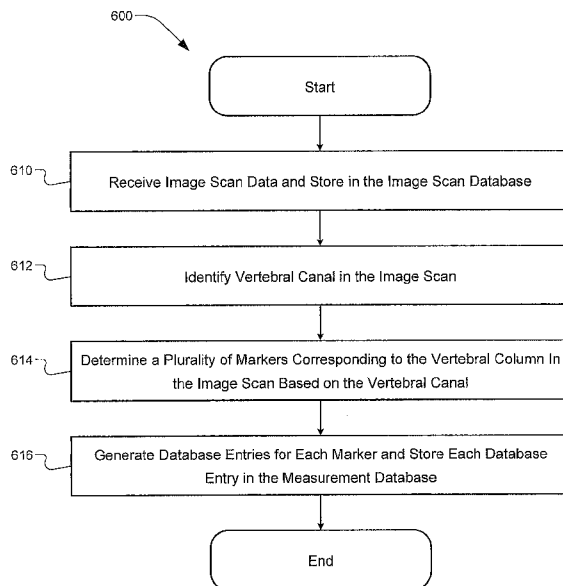 600
Start
610
Receive Image Scan Data and Store in the Image Scan Database
612
Identify Vertebral Canal in the Image Scan
614
Determine a Plurality of Markers Corresponding to the Vertebral Column In
the Image Scan Based on the Vertebral Canal
616
Generate Database Entries for Each Marker and Store Each Database
Entry in the Measurement Database
End